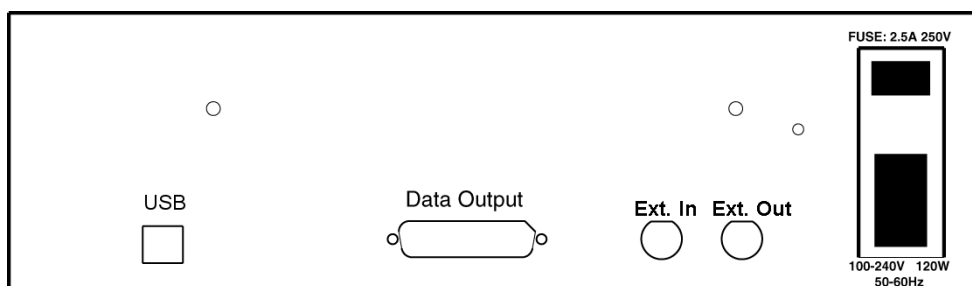 FUSE: 2.5A 250V
USB
Data Output
Ext. In
Ext. Out
100-240V 120W
50-60Hz